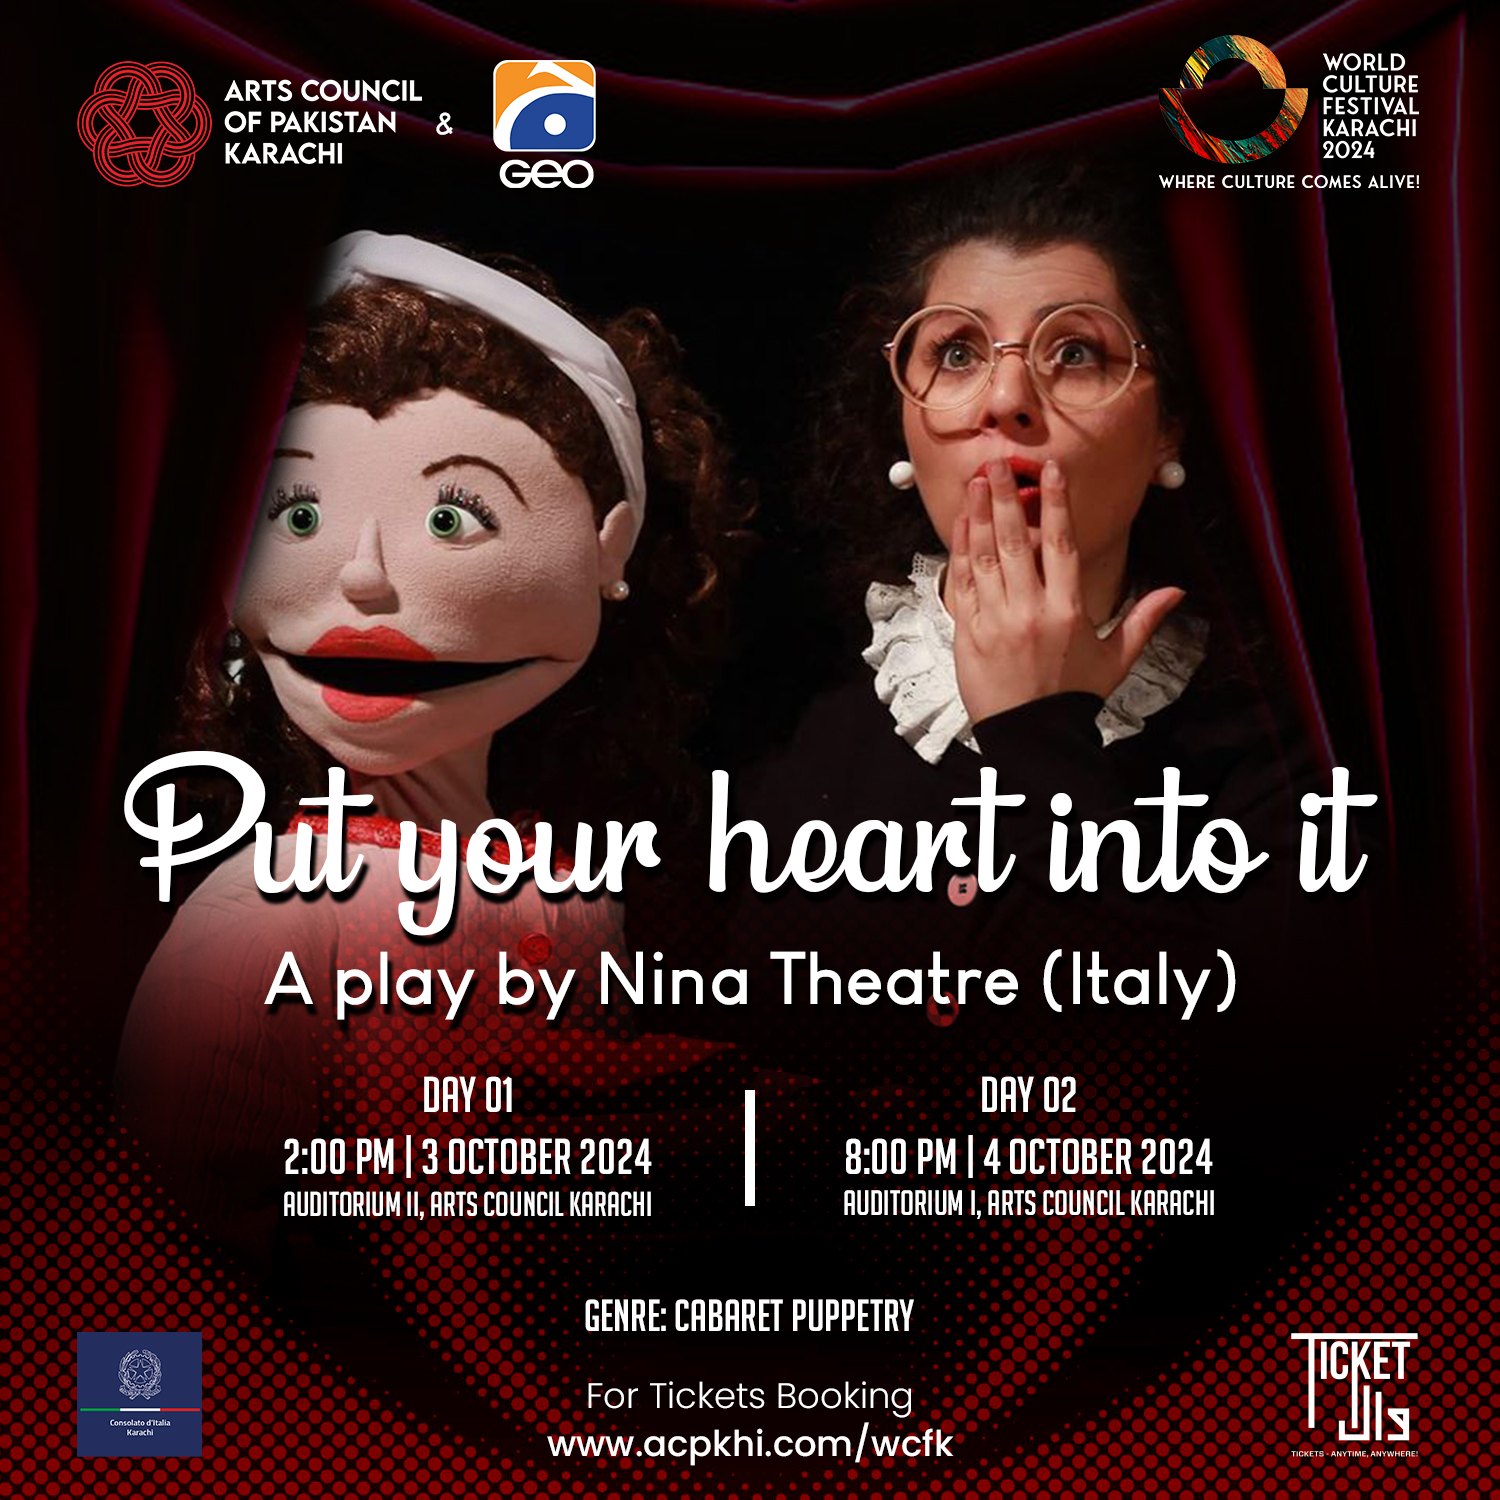 ARTS COUNCIL
OF PAKISTAN
KARACHI
&
GEO
WORLD
CULTURE
FESTIVAL
KARACHI
2024
WHERE CULTURE COMES ALIVE!
Put your heart into it
A play by Nina Theatre (Italy)
DAY 01
2:00 PM | 3 OCTOBER 2024
AUDITORIUM II, ARTS COUNCIL KARACHI
DAY 02
8:00 PM | 4 OCTOBER 2024
AUDITORIUM I, ARTS COUNCIL KARACHI
GENRE: CABARET PUPPETRY
For Tickets Booking
www.acpkhi.com/wcfk
Consolato d'Italia
Karachi
TICKET
والا
TICKETS - ANYTIME, ANYWHERE!